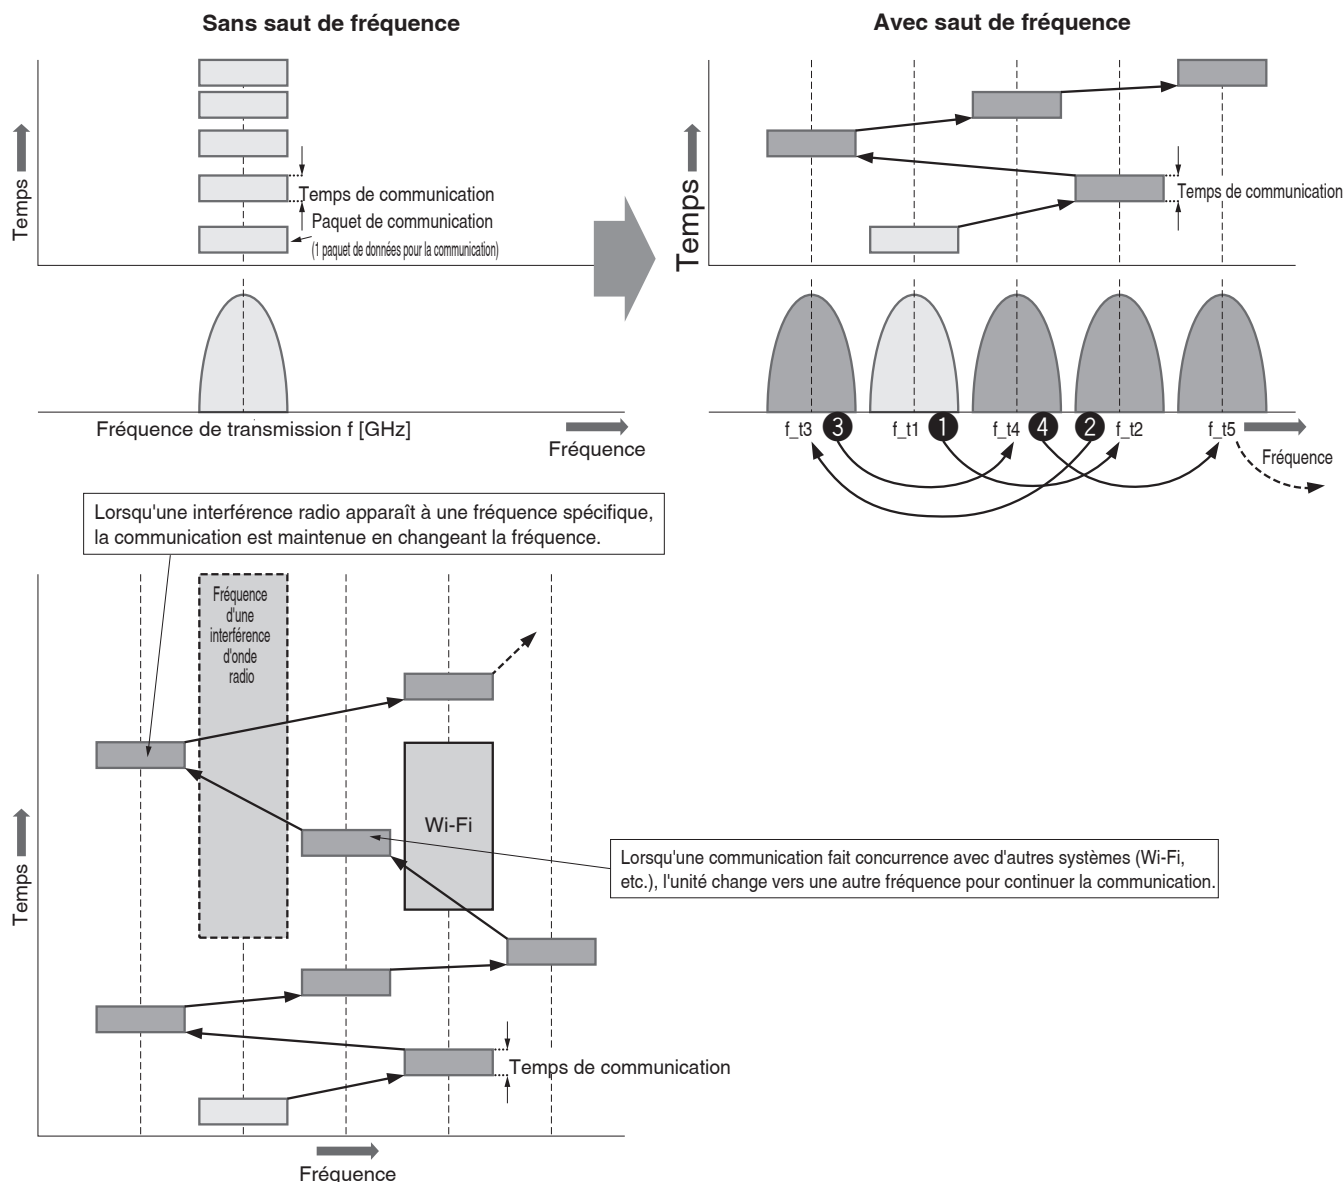 Sans saut de fréquence
Temps
Temps de communication
Paquet de communication
(1 paquet de données pour la communication)
Fréquence de transmission f [GHz]
Fréquence
Avec saut de fréquence
Temps
Temps de communication
f_t3 3 f_t1 1 f_t4 4 2 f_t2 f_t5
Fréquence
Lorsqu'une interférence radio apparaît à une fréquence spécifique,
la communication est maintenue en changeant la fréquence.
Fréquence
d'une
interférence
d'onde
radio
Wi-Fi
Lorsqu'une communication fait concurrence avec d'autres systèmes (Wi-Fi,
etc.), l'unité change vers une autre fréquence pour continuer la communication.
Temps
Temps de communication
Fréquence